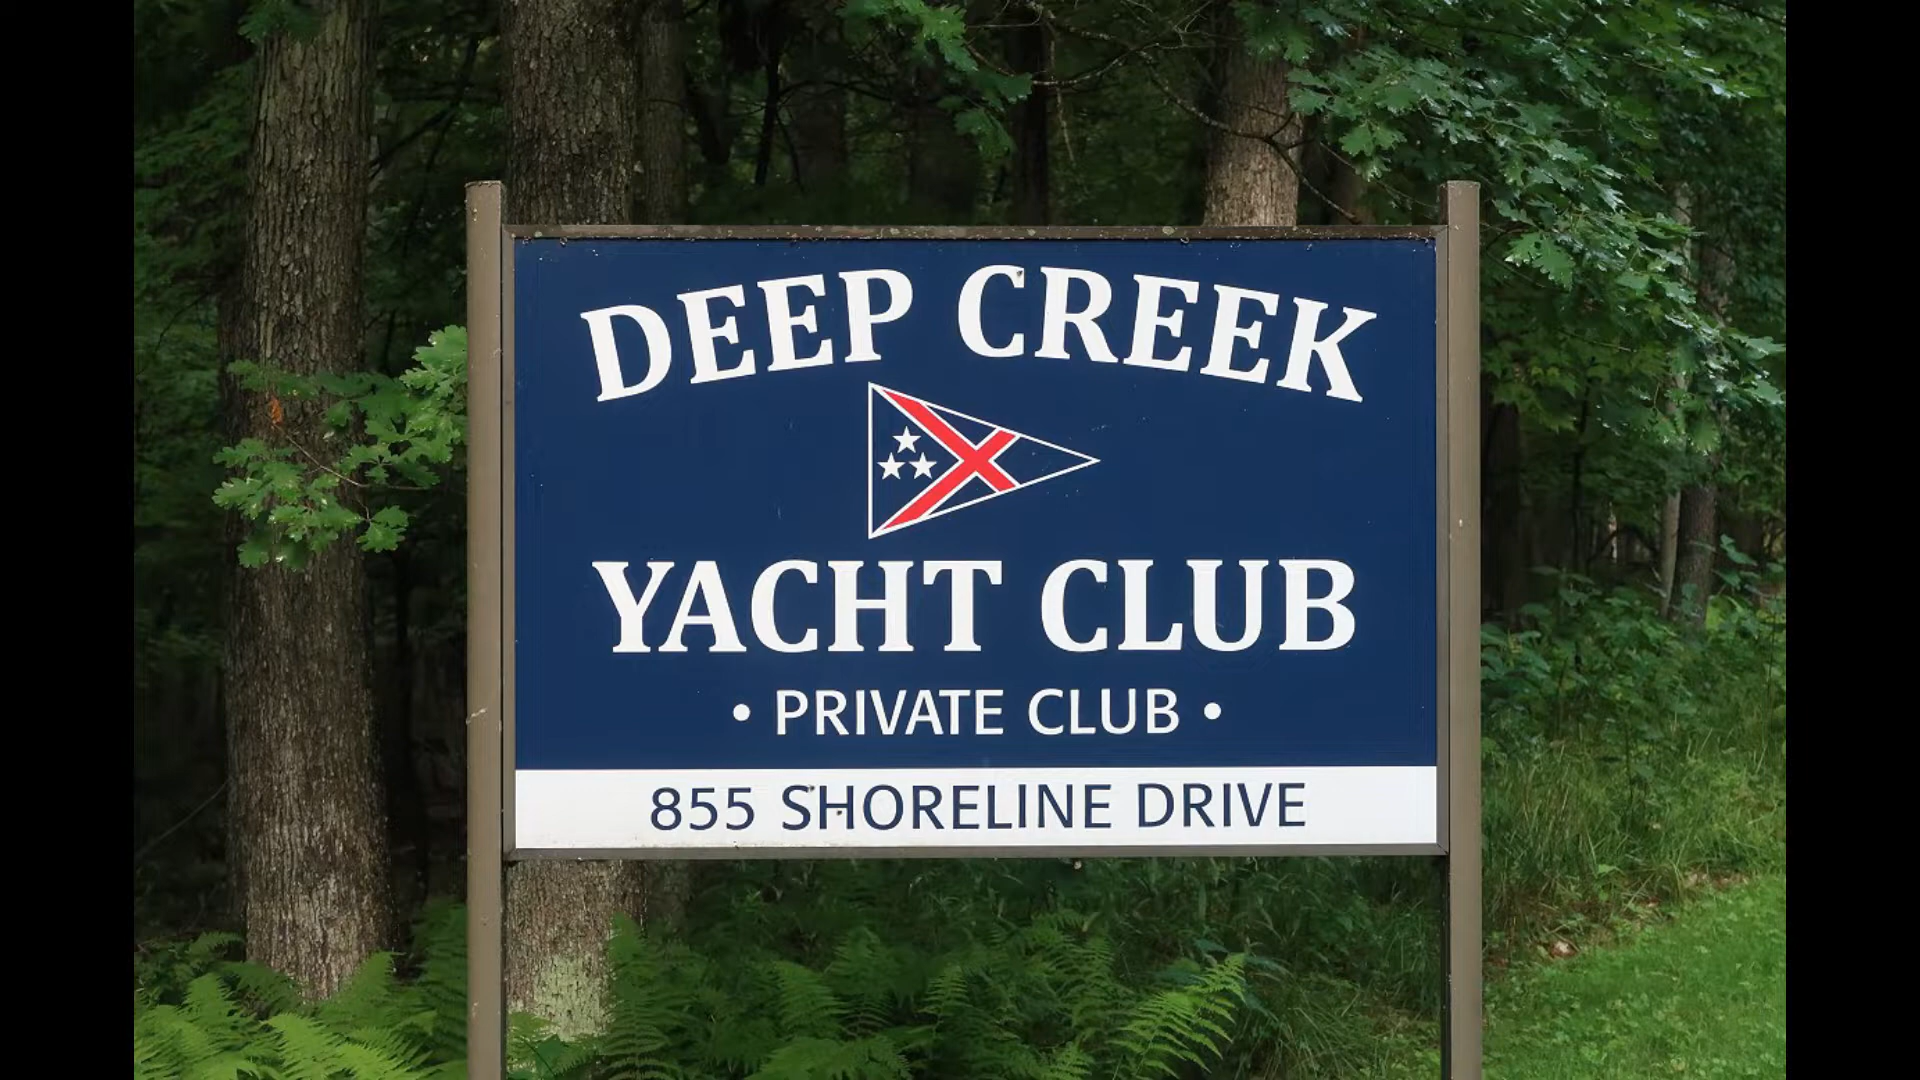 DEEP CREEK
YACHT CLUB
• PRIVATE CLUB •
855 SHORELINE DRIVE